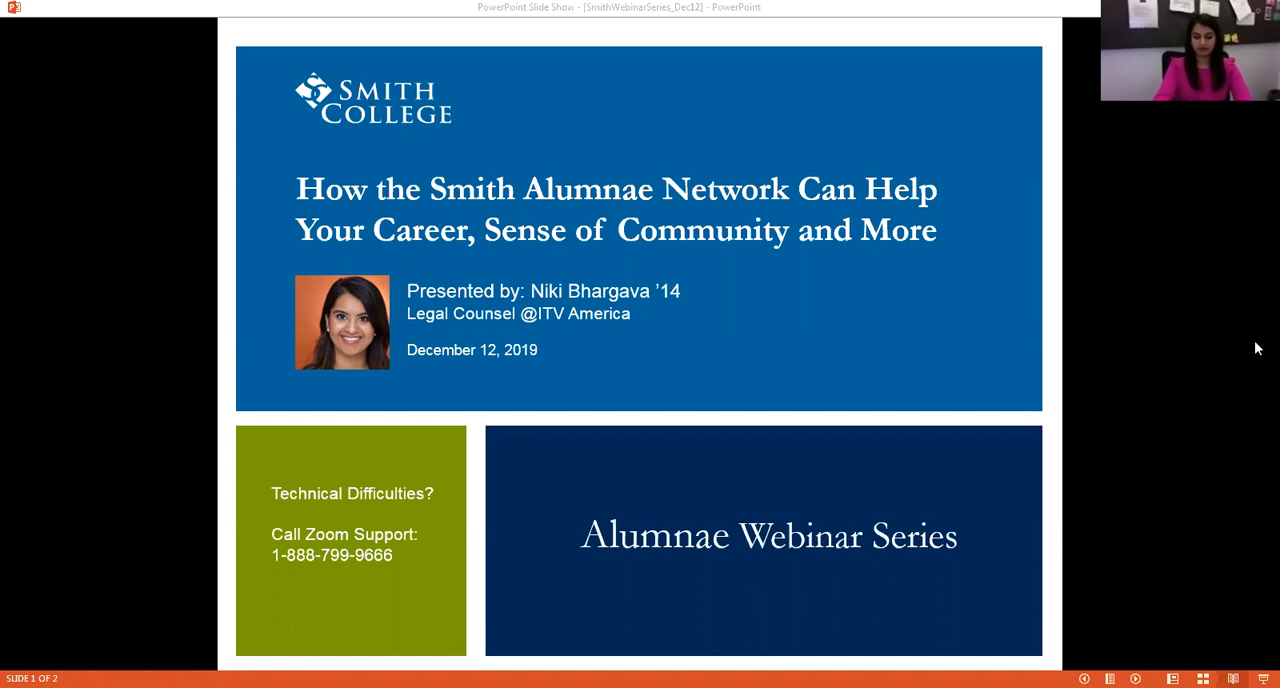 PowerPoint Slide Show - [SmithWebinarSeries_Dec12] - PowerPoint
SMITH
COLLEGE
How the Smith Alumnae Network Can Help
Your Career, Sense of Community and More
Presented by: Niki Bhargava ’14
Legal Counsel @ITV America
December 12, 2019
Technical Difficulties?
Call Zoom Support:
1-888-799-9666
Alumnae Webinar Series
SLIDE 1 OF 2